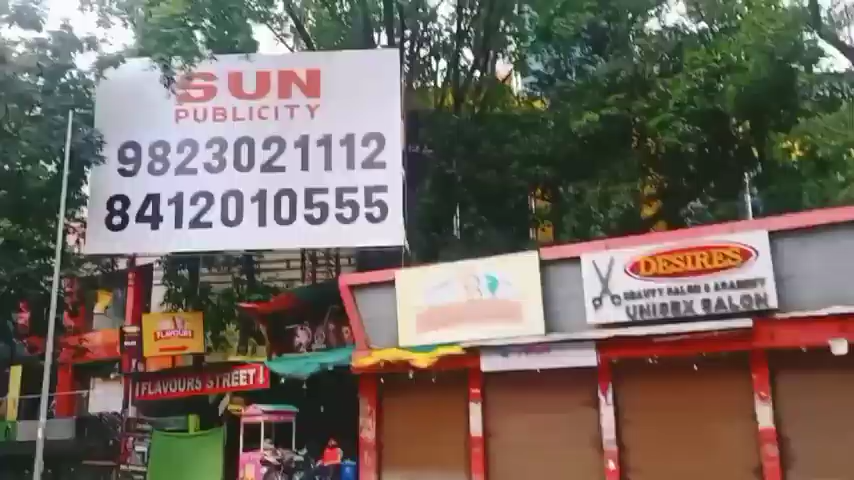 SUN
PUBLICITY
9823021112
8412010555
DESIRES
BEAUTY SALON & ACADEMY
UNISEX SALON
FLAVOURS
FLAVOURS STREET